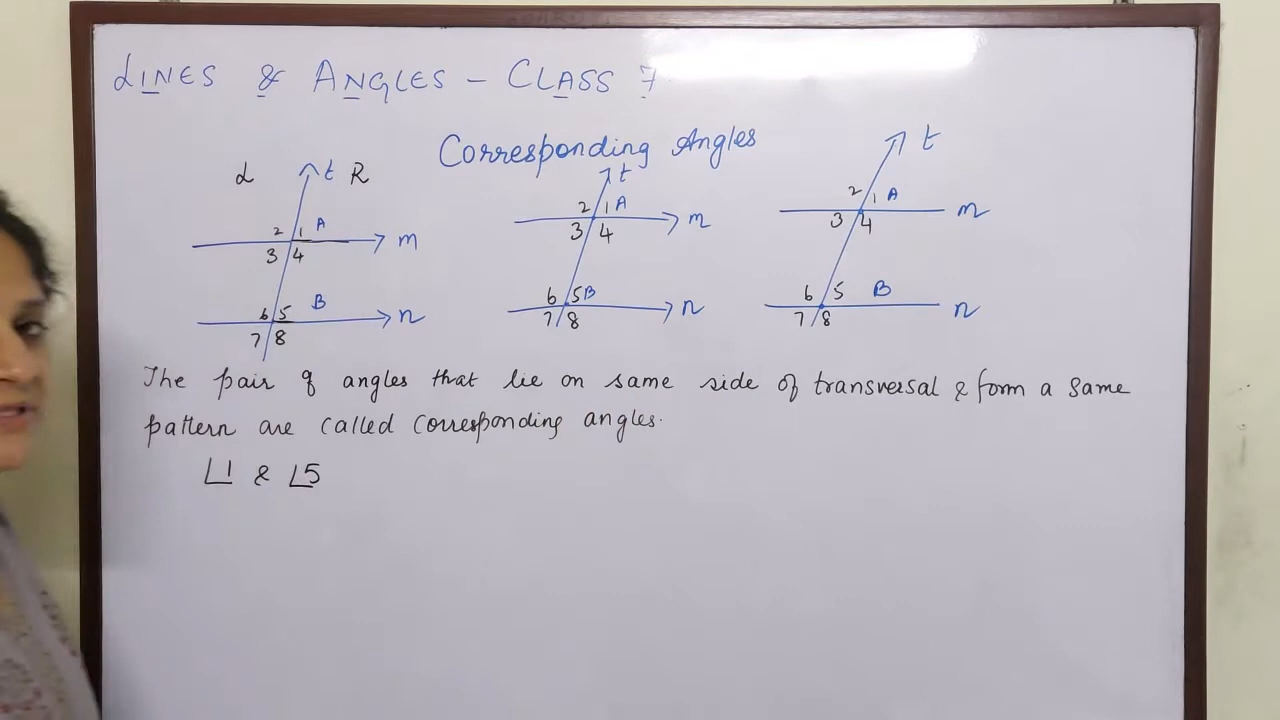 LINES & ANGLES - CLASS 7
Corresponding Angles
L t R
2 1 A
m
3 4
6 5 B
n
7 8
t
2 1 A
m
3 4
6 5 B
n
7 8
t
2 1 A
m
3 4
6 5 B
n
7 8
The pair of angles that lie on same side of transversal & form a same
pattern are called corresponding angles.
∠1 & ∠5